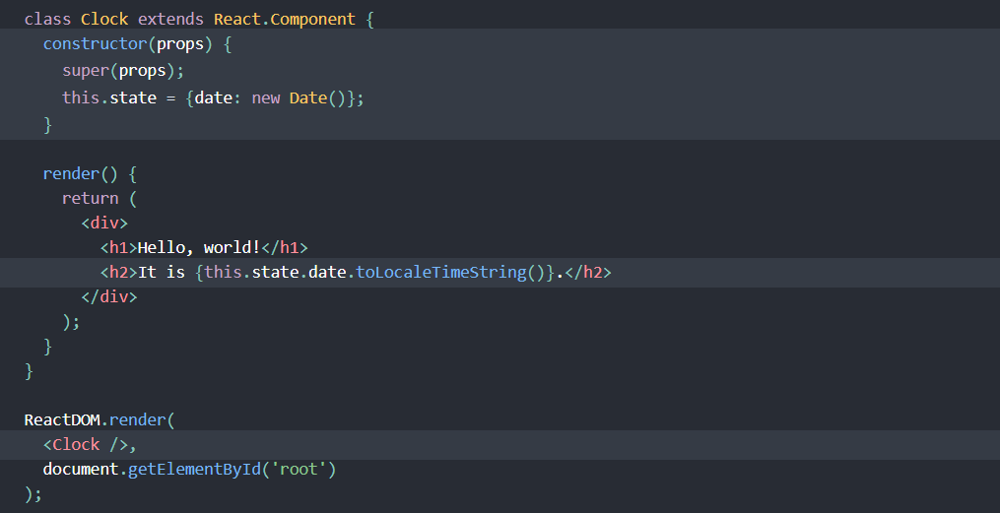 class Clock extends React.Component {
  constructor(props) {
    super(props);
    this.state = {date: new Date()};
  }

  render() {
    return (
      <div>
        <h1>Hello, world!</h1>
        <h2>It is {this.state.date.toLocaleTimeString()}.</h2>
      </div>
    );
  }
}

ReactDOM.render(
  <Clock />,
  document.getElementById('root')
);